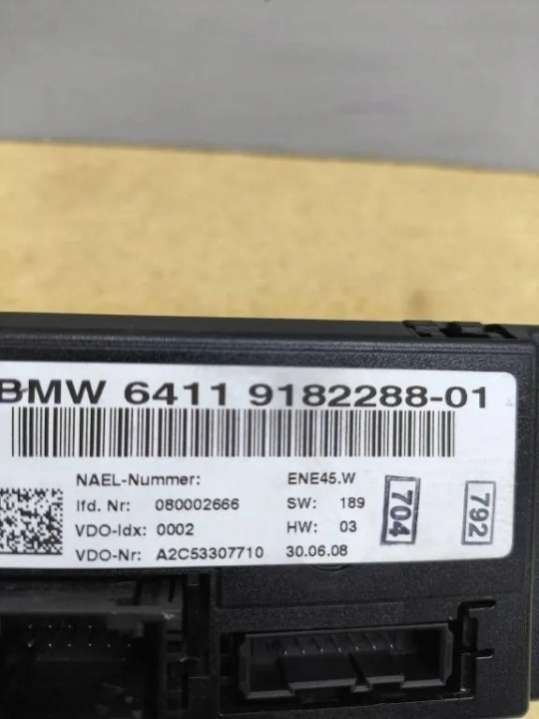 BMW 6411 9182288-01
NAEL-Nummer: ENE45.W
lfd. Nr: 080002666 SW: 189
VDO-Idx: 0002 HW: 03
VDO-Nr: A2C53307710 30.06.08
704
792